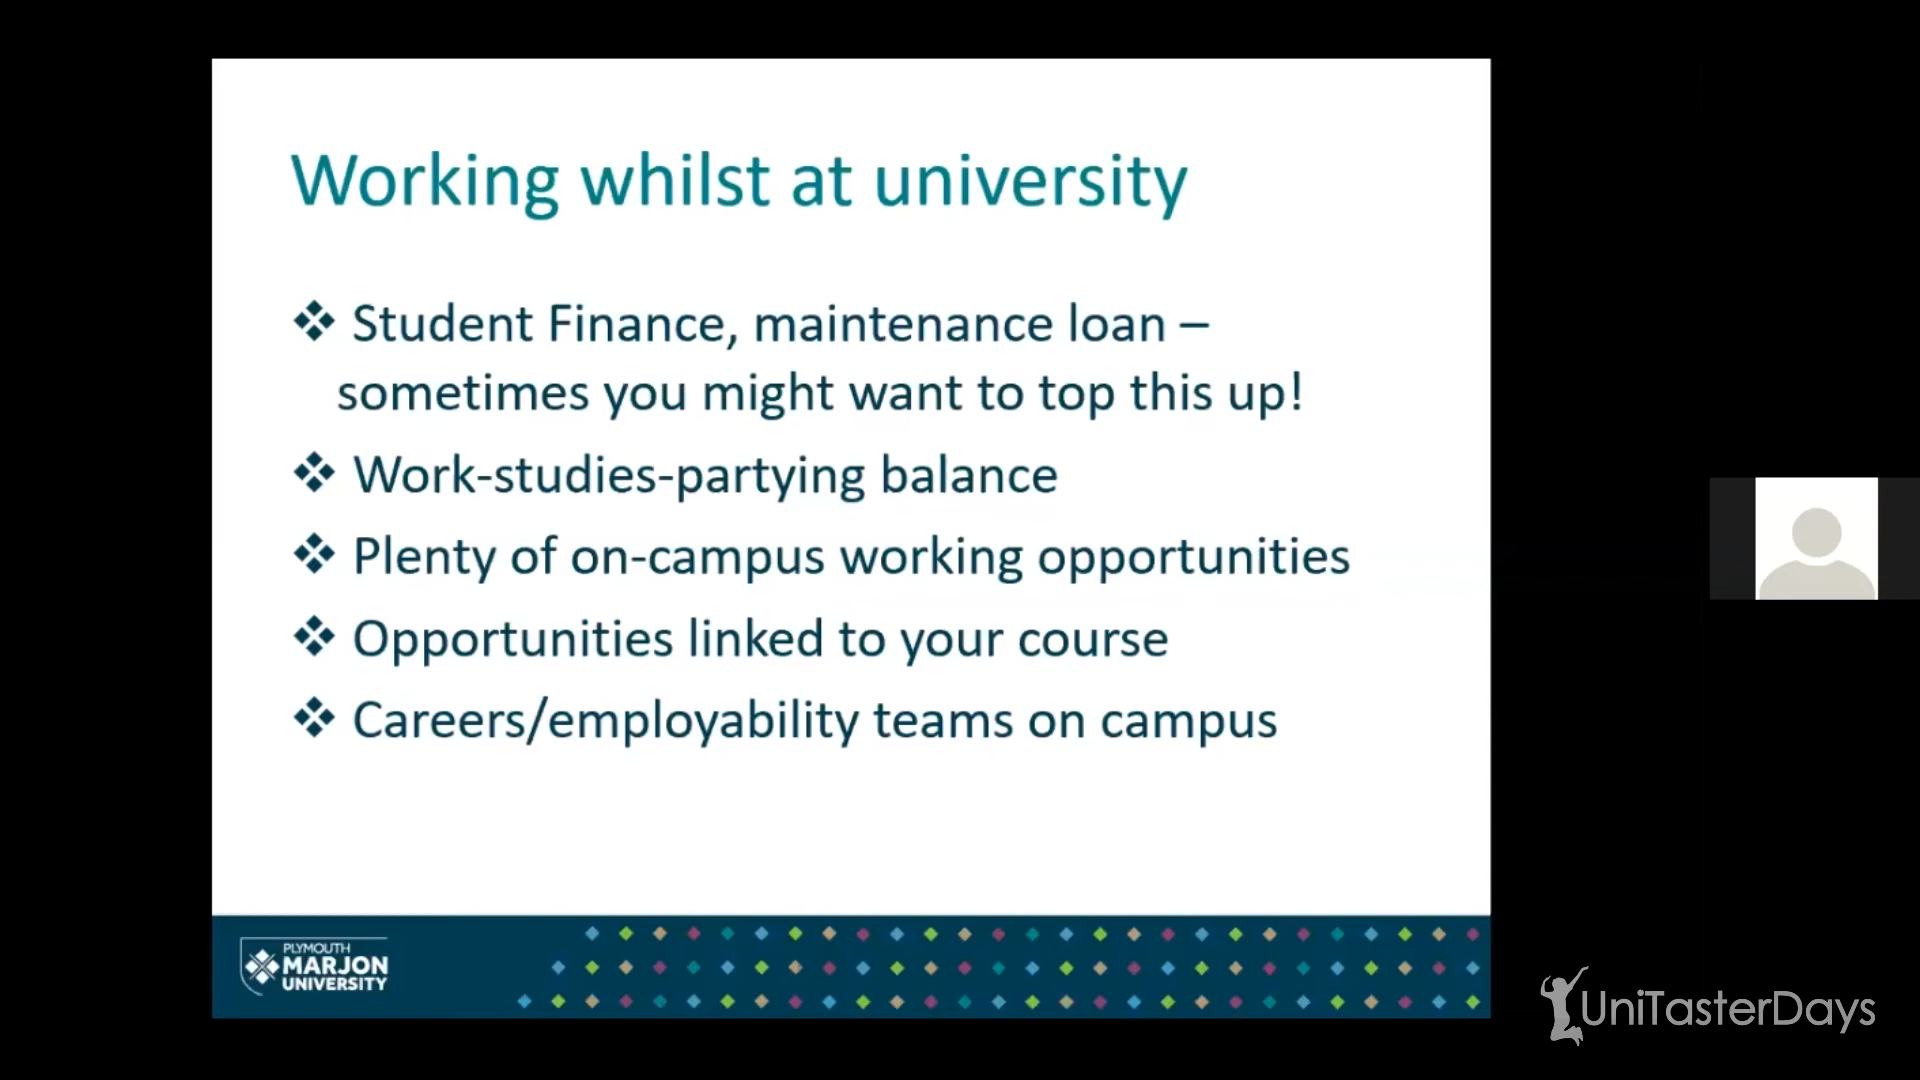 Working whilst at university
Student Finance, maintenance loan –
sometimes you might want to top this up!
Work-studies-partying balance
Plenty of on-campus working opportunities
Opportunities linked to your course
Careers/employability teams on campus
PLYMOUTH
MARJON
UNIVERSITY
UniTasterDays